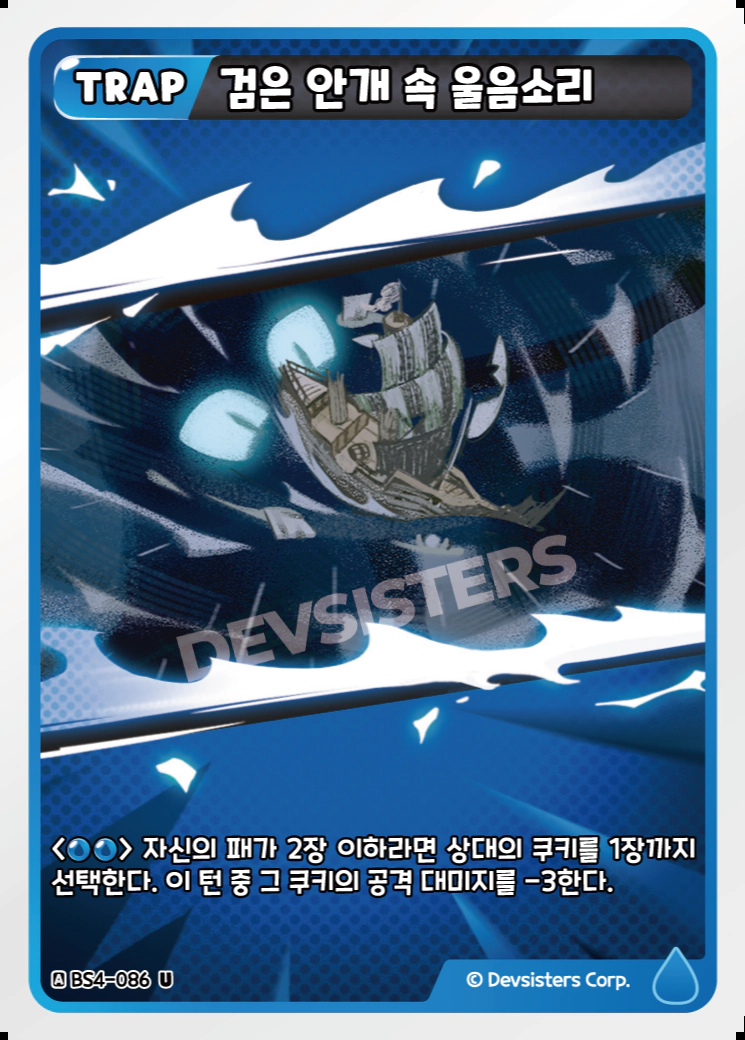 TRAP 검은 안개 속 울음소리
DEVSISTERS
< > 자신의 패가 2장 이하라면 상대의 쿠키를 1장까지
선택한다. 이 턴 중 그 쿠키의 공격 대미지를 -3한다.
A BS4-086 U
© Devsisters Corp.